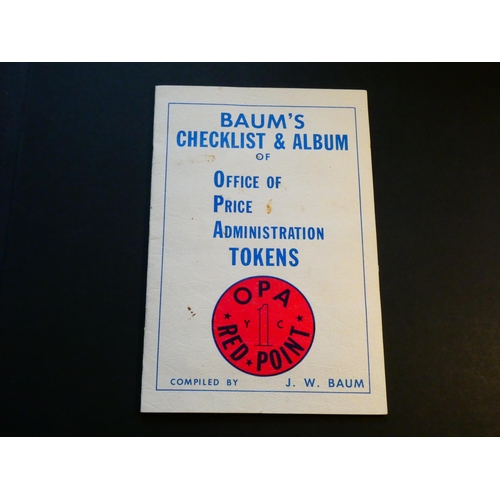 BAUM'S
CHECKLIST & ALBUM
OF
OFFICE OF
PRICE
ADMINISTRATION
TOKENS
OPA
Y 1 C
RED POINT
COMPILED BY J. W. BAUM